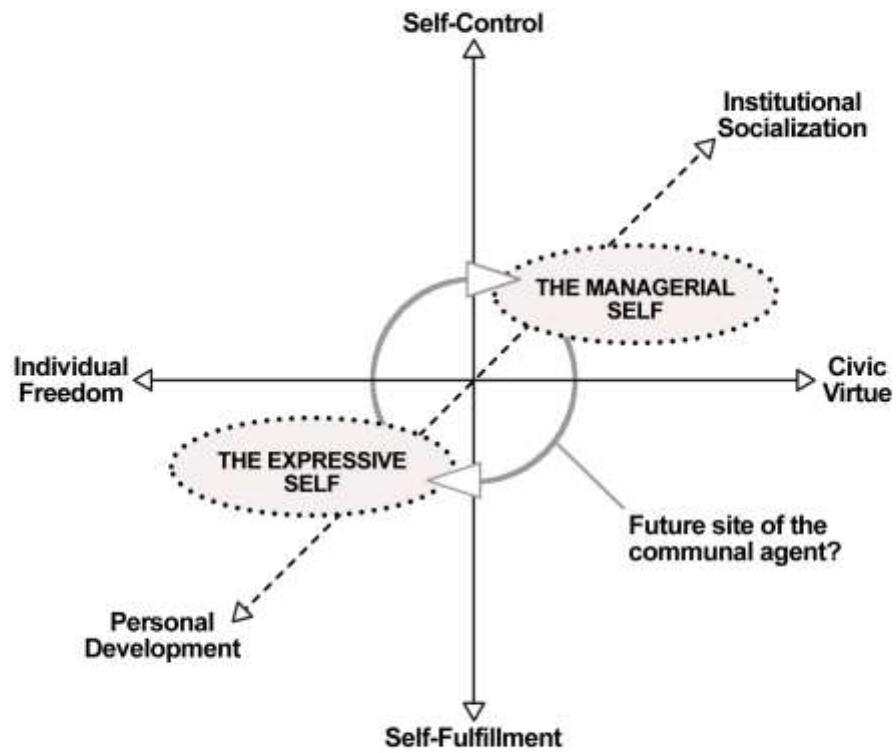 Self-Control
Institutional
Socialization
THE MANAGERIAL
SELF
Individual
Freedom
Civic
Virtue
THE EXPRESSIVE
SELF
Future site of the
communal agent?
Personal
Development
Self-Fulfillment